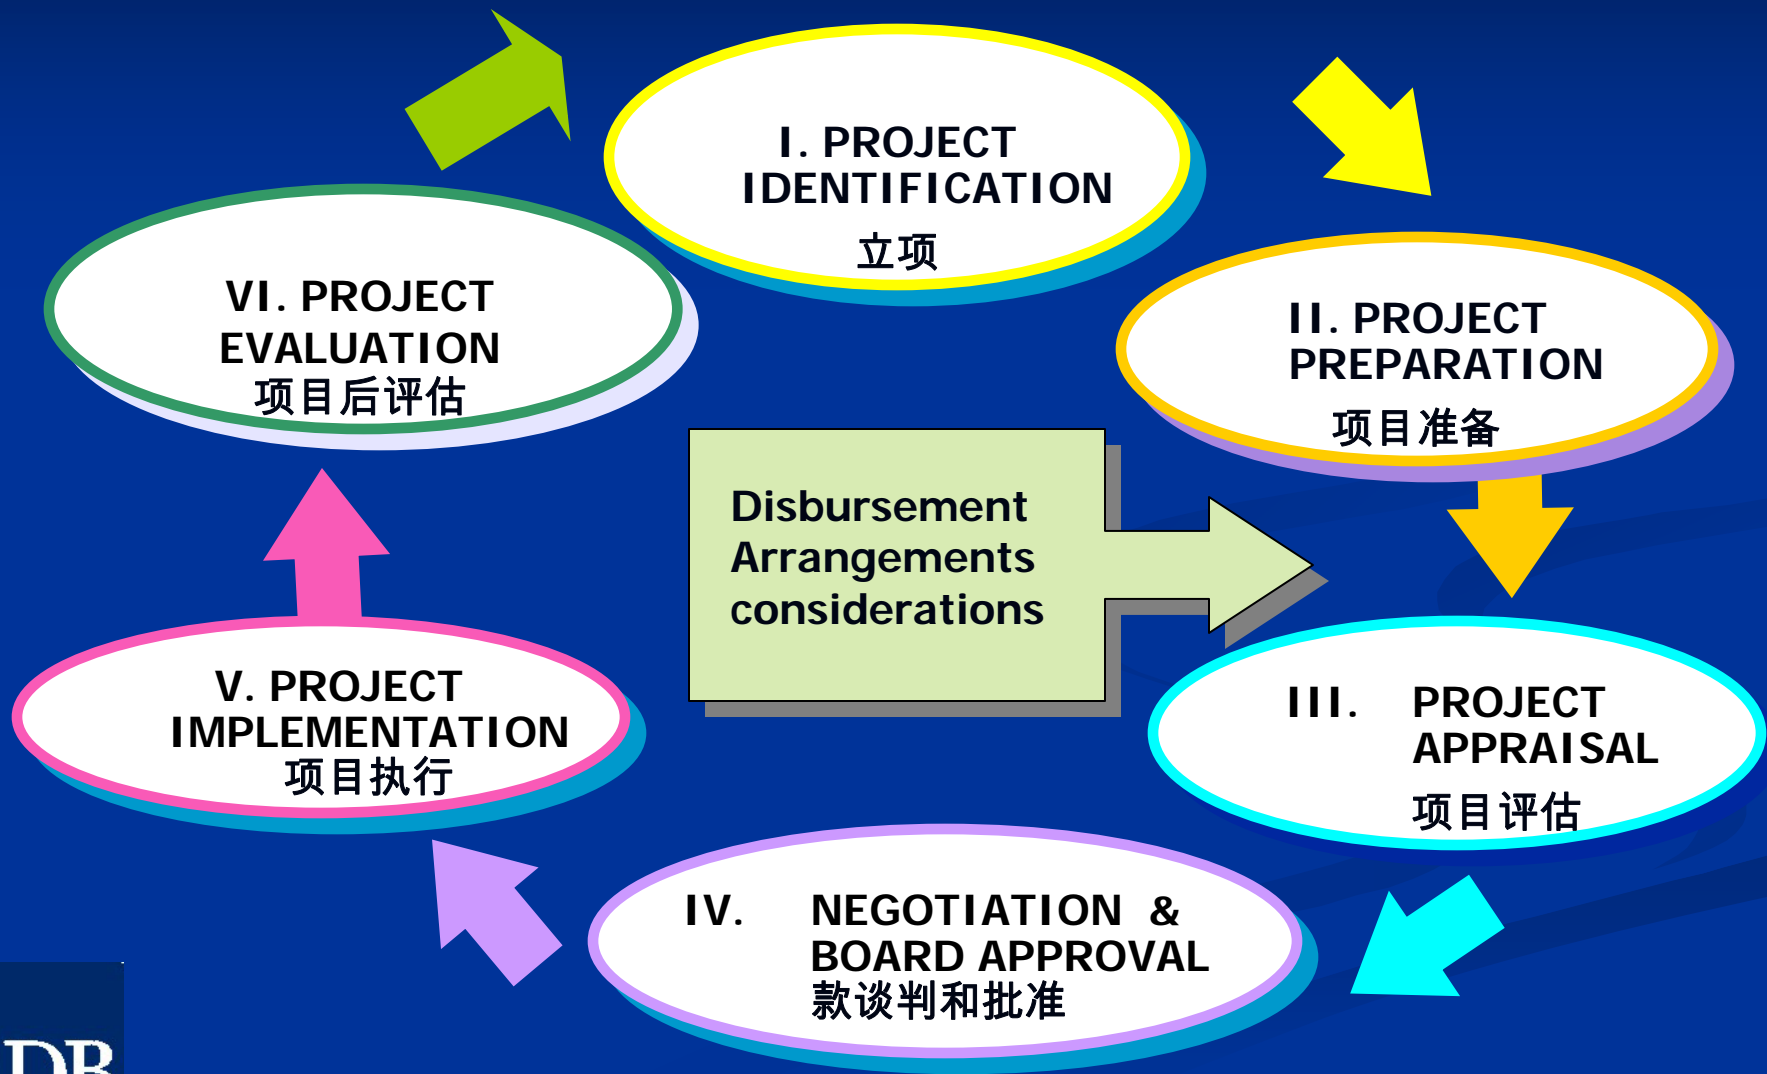 I. PROJECT
IDENTIFICATION
立项
II. PROJECT
PREPARATION
项目准备
III. PROJECT
APPRAISAL
项目评估
IV. NEGOTIATION &
BOARD APPROVAL
款谈判和批准
V. PROJECT
IMPLEMENTATION
项目执行
VI. PROJECT
EVALUATION
项目后评估
Disbursement
Arrangements
considerations
DB